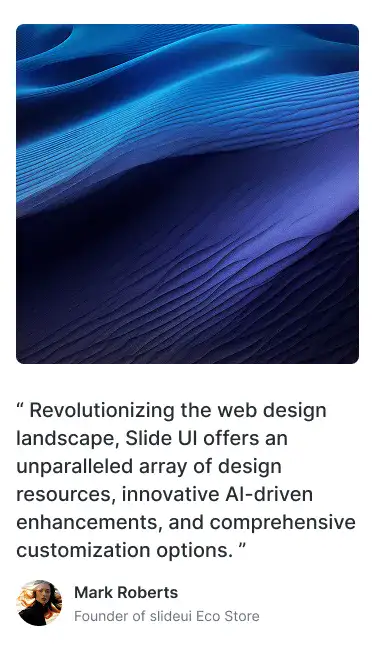 “ Revolutionizing the web design
landscape, Slide UI offers an
unparalleled array of design
resources, innovative AI-driven
enhancements, and comprehensive
customization options. ”
Mark Roberts
Founder of slideui Eco Store